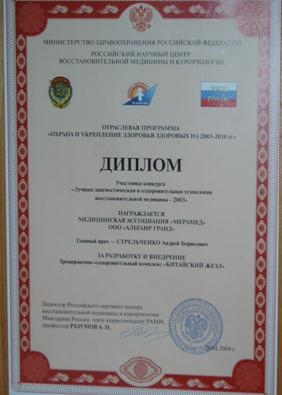 МИНИСТЕРСТВО ЗДРАВООХРАНЕНИЯ РОССИЙСКОЙ ФЕДЕРАЦИИ
РОССИЙСКИЙ НАУЧНЫЙ ЦЕНТР
ВОССТАНОВИТЕЛЬНОЙ МЕДИЦИНЫ И КУРОРТОЛОГИИ
ОТРАСЛЕВАЯ ПРОГРАММА
«ОХРАНА И УКРЕПЛЕНИЕ ЗДОРОВЬЯ ЗДОРОВЫХ НА 2003-2010 гг.»
ДИПЛОМ
Участника конкурса
«Лучшая диагностическая и оздоровительная технология
восстановительной медицины - 2003»
НАГРАЖДАЕТСЯ
МЕДИЦИНСКАЯ АССОЦИАЦИЯ «МЕРАМЕД»
ООО «АЛЬТАИР ГРАНД»
Главный врач — СТРЕЛЬЧЕНКО Андрей Борисович
ЗА РАЗРАБОТКУ И ВНЕДРЕНИЕ
Тренировочно-оздоровительный комплекс «КИТАЙСКИЙ ЖЕЗЛ»
Директор Российского научного центра
восстановительной медицины и курортологии
Минздрава России, член-корреспондент РАМН,
профессор РАЗУМОВ А. Н.
.01.2004 г.